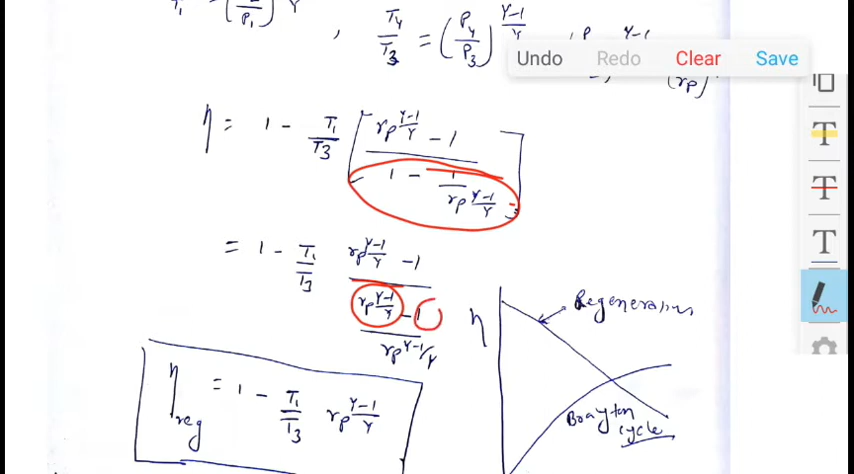 , T4/T3 = (P4/P3)^(γ-1)/γ
Undo Redo Clear Save
(rp)
η = 1 - T1/T3 [ (rp^(γ-1)/γ - 1) / (1 - 1/rp^(γ-1)/γ) ]
= 1 - T1/T3 (rp^(γ-1)/γ - 1) / ((rp^(γ-1)/γ - 1) / rp^(γ-1)/γ)
η Regeneration
ηreg = 1 - T1/T3 rp^(γ-1)/γ
Brayton
cycle
T
T
T